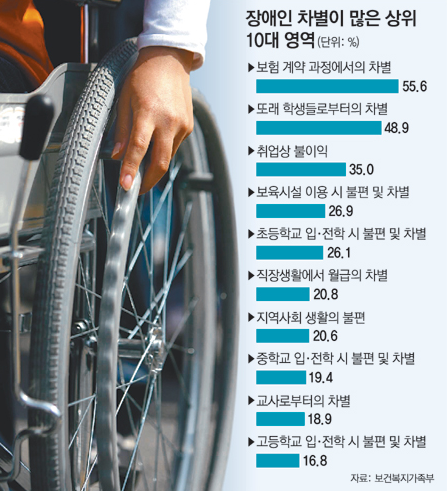 장애인 차별이 많은 상위
10대 영역 (단위: %)
▶보험 계약 과정에서의 차별
55.6
▶또래 학생들로부터의 차별
48.9
▶취업상 불이익
35.0
▶보육시설 이용 시 불편 및 차별
26.9
▶초등학교 입·전학 시 불편 및 차별
26.1
▶직장생활에서 월급의 차별
20.8
▶지역사회 생활의 불편
20.6
▶중학교 입·전학 시 불편 및 차별
19.4
▶교사로부터의 차별
18.9
▶고등학교 입·전학 시 불편 및 차별
16.8
자료: 보건복지가족부